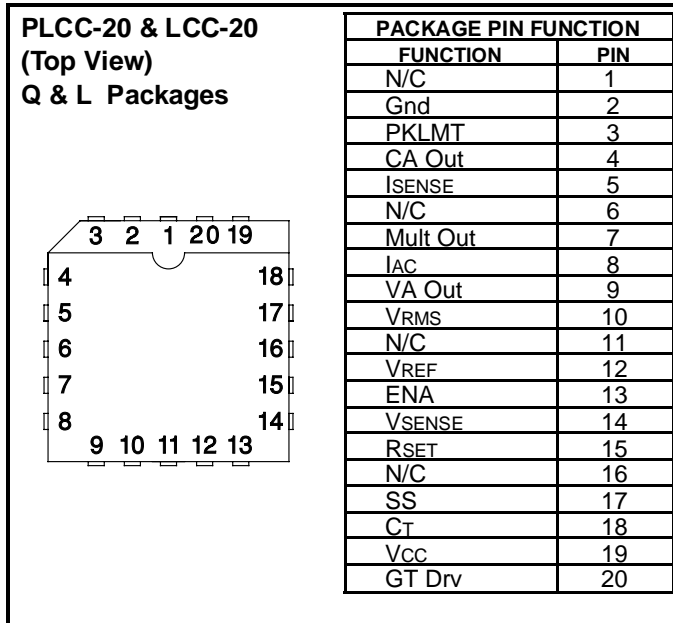 PLCC-20 & LCC-20
(Top View)
Q & L Packages
3 2 1 20 19
4 18
5 17
6 16
7 15
8 14
9 10 11 12 13
PACKAGE PIN FUNCTION
FUNCTION PIN
N/C 1
Gnd 2
PKLMT 3
CA Out 4
ISENSE 5
N/C 6
Mult Out 7
IAC 8
VA Out 9
VRMS 10
N/C 11
VREF 12
ENA 13
VSENSE 14
RSET 15
N/C 16
SS 17
CT 18
VCC 19
GT Drv 20